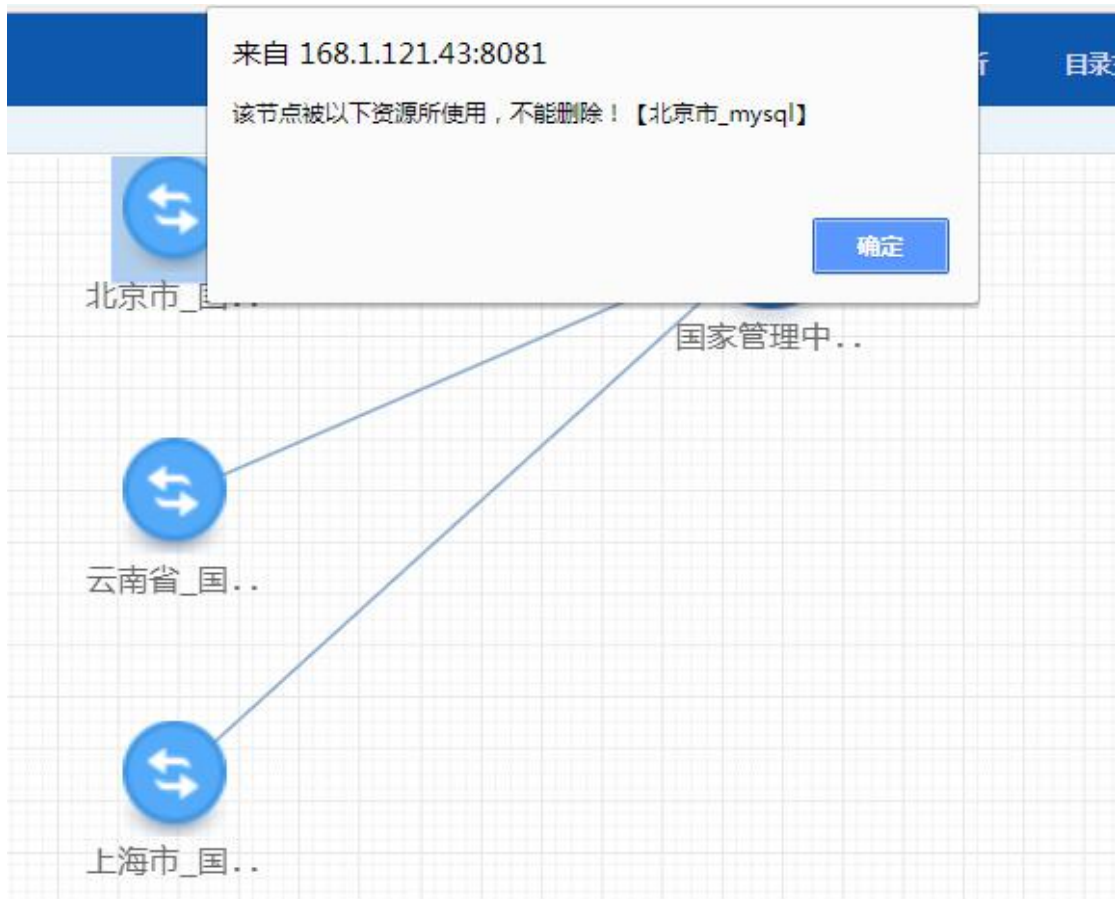 来自 168.1.121.43:8081
目录
该节点被以下资源所使用，不能删除！【北京市_mysql】
确定
北京市_国..
国家管理中..
云南省_国..
上海市_国..